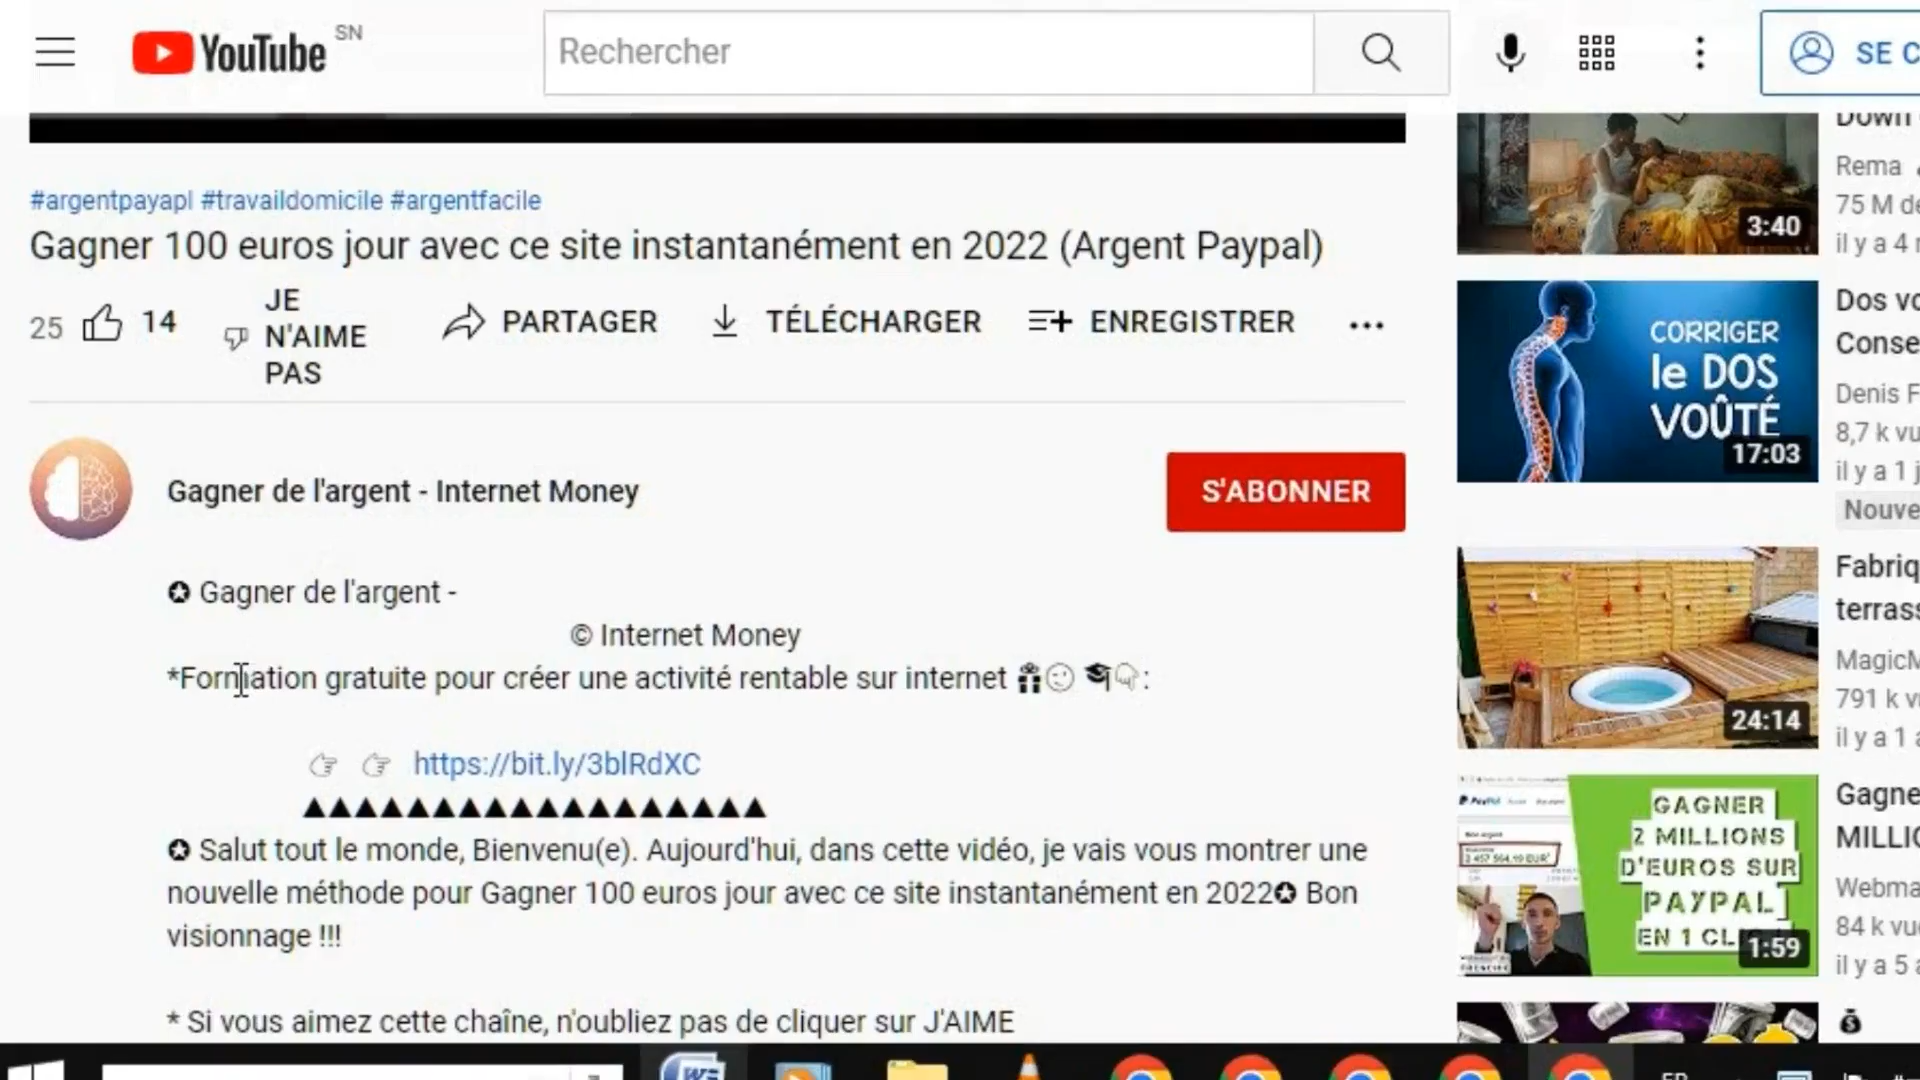 YouTube SN
Rechercher
SE C
#argentpayapl #travaildomicile #argentfacile
Gagner 100 euros jour avec ce site instantanément en 2022 (Argent Paypal)
25 14 JE N'AIME PAS PARTAGER TÉLÉCHARGER ENREGISTRER
Gagner de l'argent - Internet Money
S'ABONNER
✪ Gagner de l'argent -
© Internet Money
*Formation gratuite pour créer une activité rentable sur internet :
https://bit.ly/3blRdXC
▲▲▲▲▲▲▲▲▲▲▲▲▲▲▲▲▲▲
✪ Salut tout le monde, Bienvenu(e). Aujourd'hui, dans cette vidéo, je vais vous montrer une
nouvelle méthode pour Gagner 100 euros jour avec ce site instantanément en 2022✪ Bon
visionnage !!!
* Si vous aimez cette chaîne, n'oubliez pas de cliquer sur J'AIME
Down
Rema
75 M de
il y a 4
3:40
CORRIGER
le DOS
VOÛTÉ
17:03
Dos vo
Conse
Denis F
8,7 k vu
il y a 1 j
Nouve
24:14
Fabriq
terrass
MagicM
791 k v
il y a 1 a
PayPal
GAGNER
2 MILLIONS
D'EUROS SUR
PAYPAL
EN 1 CL
1:59
Gagne
MILLIO
Webma
84 k vu
il y a 5 a